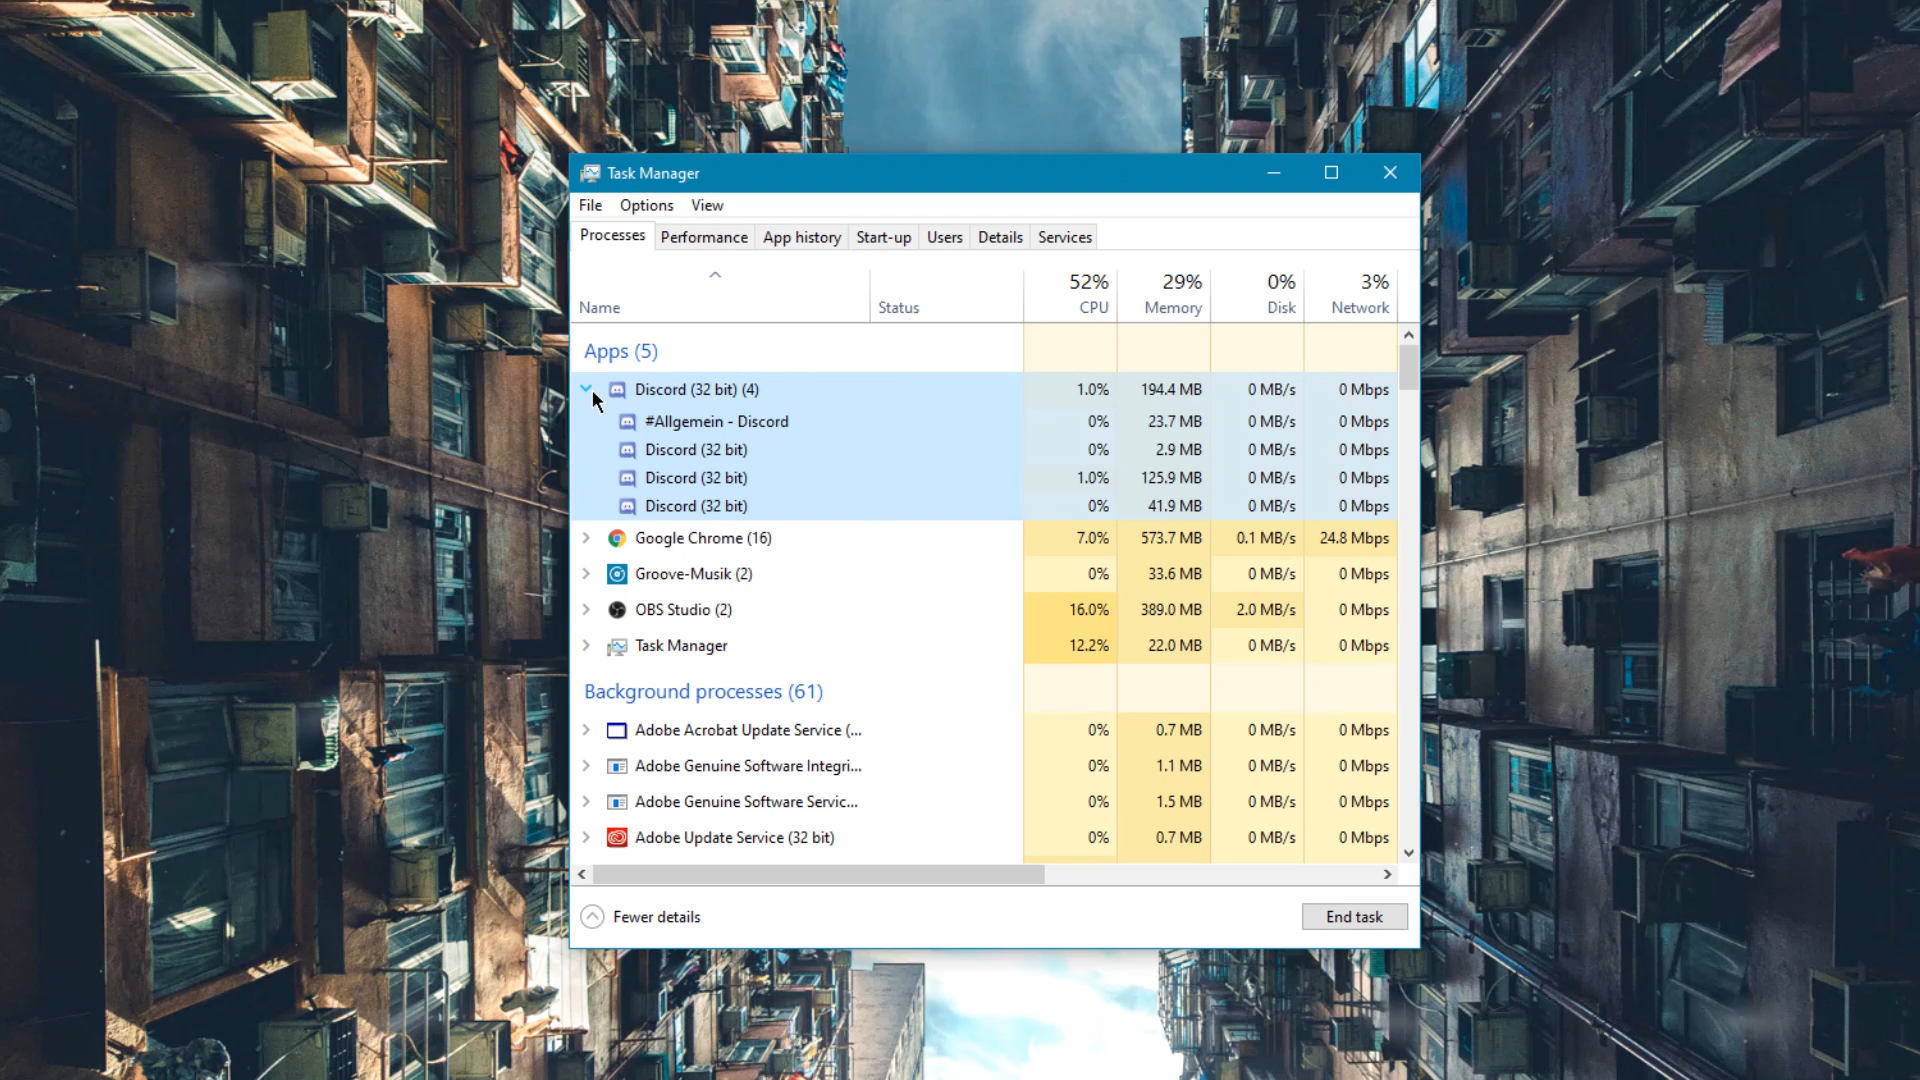 Task Manager
File Options View
Processes Performance App history Start-up Users Details Services
52% 29% 0% 3%
Name Status CPU Memory Disk Network
Apps (5)
Discord (32 bit) (4) 1.0% 194.4 MB 0 MB/s 0 Mbps
#Allgemein - Discord 0% 23.7 MB 0 MB/s 0 Mbps
Discord (32 bit) 0% 2.9 MB 0 MB/s 0 Mbps
Discord (32 bit) 1.0% 125.9 MB 0 MB/s 0 Mbps
Discord (32 bit) 0% 41.9 MB 0 MB/s 0 Mbps
Google Chrome (16) 7.0% 573.7 MB 0.1 MB/s 24.8 Mbps
Groove-Musik (2) 0% 33.6 MB 0 MB/s 0 Mbps
OBS Studio (2) 16.0% 389.0 MB 2.0 MB/s 0 Mbps
Task Manager 12.2% 22.0 MB 0 MB/s 0 Mbps
Background processes (61)
Adobe Acrobat Update Service (... 0% 0.7 MB 0 MB/s 0 Mbps
Adobe Genuine Software Integri... 0% 1.1 MB 0 MB/s 0 Mbps
Adobe Genuine Software Servic... 0% 1.5 MB 0 MB/s 0 Mbps
Adobe Update Service (32 bit) 0% 0.7 MB 0 MB/s 0 Mbps
Fewer details End task